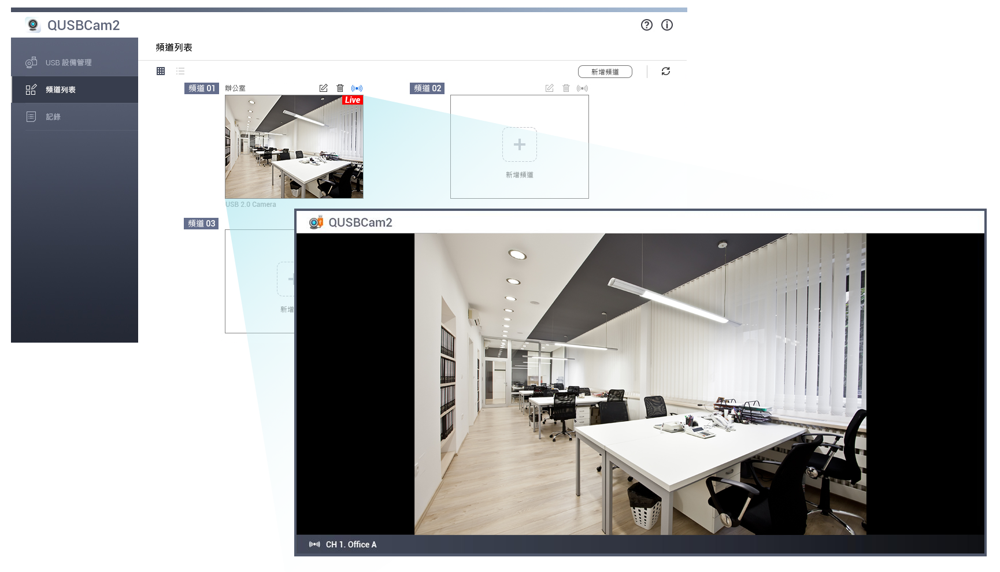 QUSBCam2
頻道列表
USB 設備管理
頻道列表
記錄
新增頻道
頻道 01
辦公室
頻道 02
Live
新增頻道
USB 2.0 Camera
頻道 03
新增
QUSBCam2
CH 1. Office A